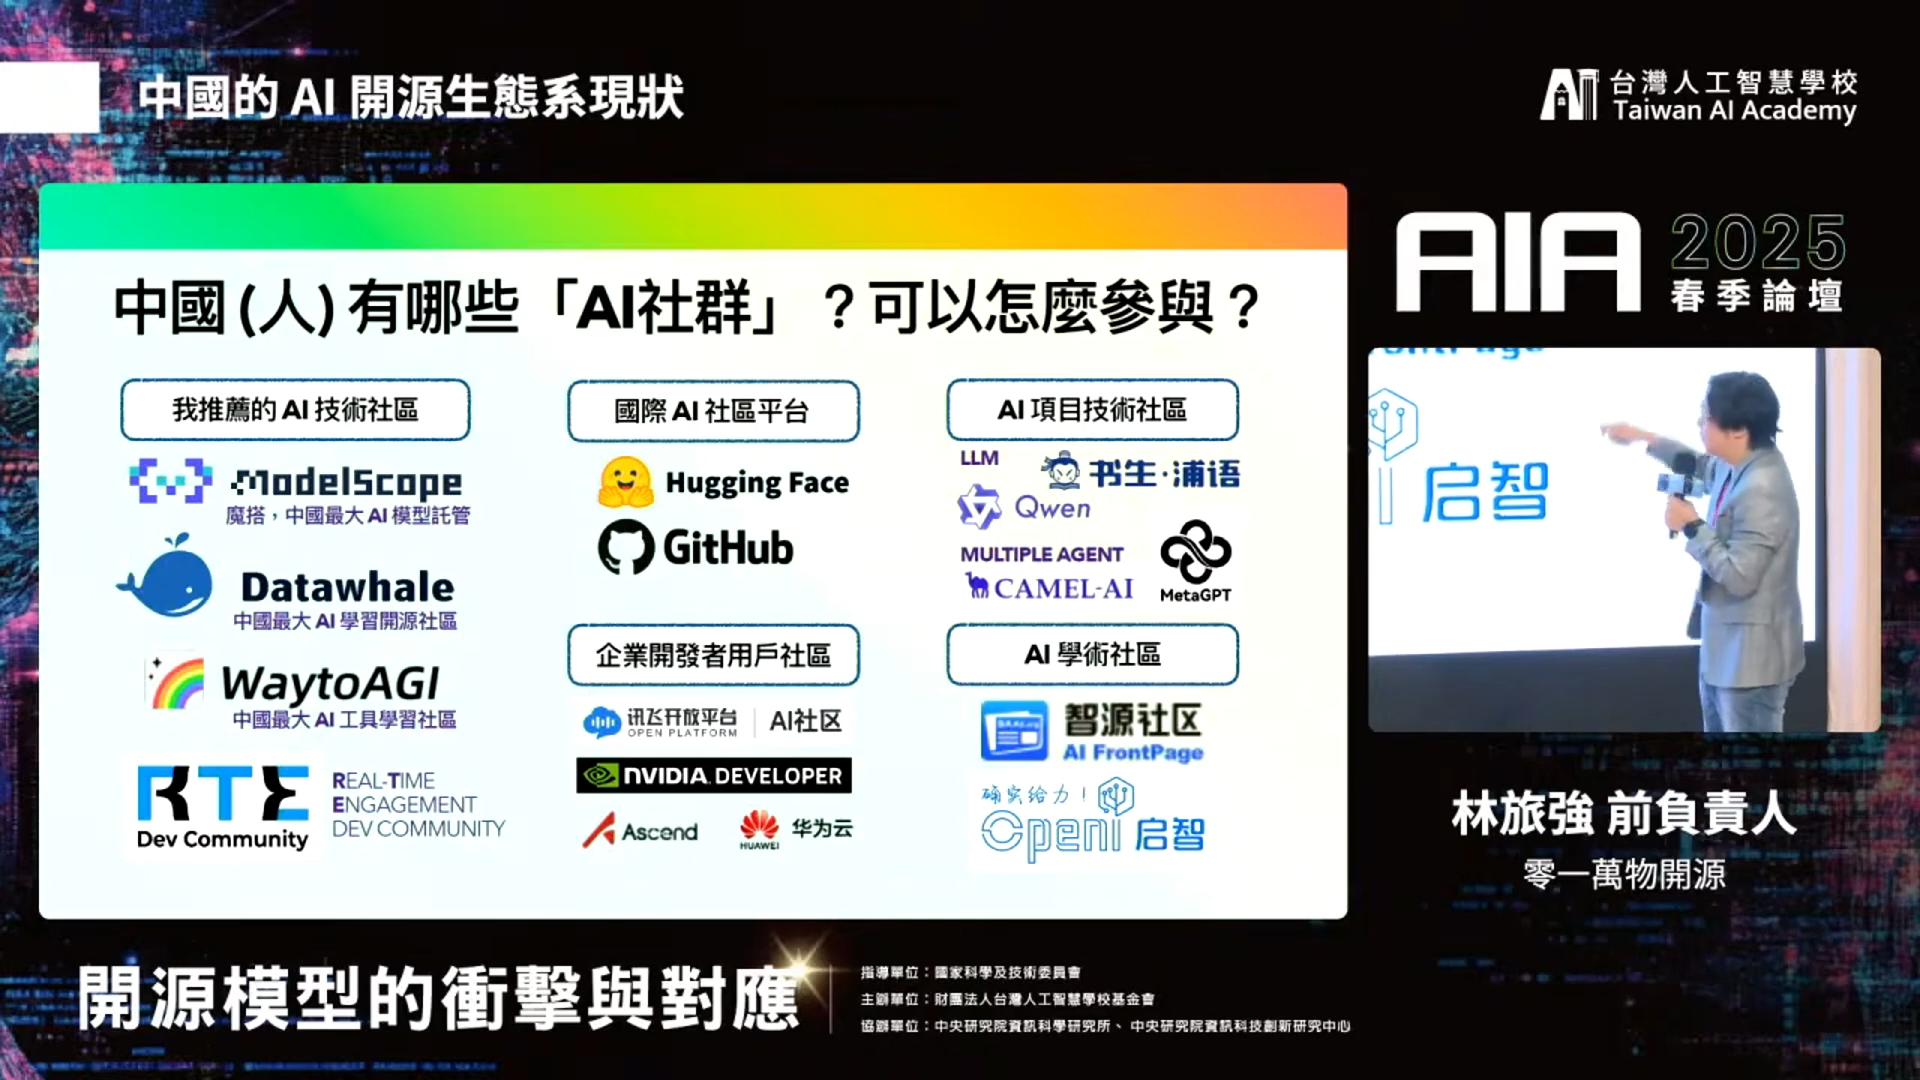 中國的 AI 開源生態系現狀
台灣人工智慧學校
Taiwan AI Academy
AIA 2025
春季論壇
中國(人)有哪些「AI社群」？可以怎麼參與？
我推薦的 AI 技術社區
ModelScope
魔搭，中國最大 AI 模型託管
Datawhale
中國最大 AI 學習開源社區
WaytoAGI
中國最大 AI 工具學習社區
RTE
Dev Community
REAL-TIME
ENGAGEMENT
DEV COMMUNITY
國際 AI 社區平台
Hugging Face
GitHub
企業開發者用戶社區
讯飞开放平台
OPEN PLATFORM
AI社区
NVIDIA. DEVELOPER
Ascend
HUAWEI
华为云
AI 項目技術社區
LLM
书生·浦语
Qwen
MULTIPLE AGENT
CAMEL-AI
MetaGPT
AI 學術社區
智源社区
AI FrontPage
确实给力！
OpenI 启智
启智
林旅強 前負責人
零一萬物開源
開源模型的衝擊與對應
指導單位：國家科學及技術委員會
主辦單位：財團法人台灣人工智慧學校基金會
協辦單位：中央研究院資訊科學研究所、中央研究院資訊科技創新研究中心